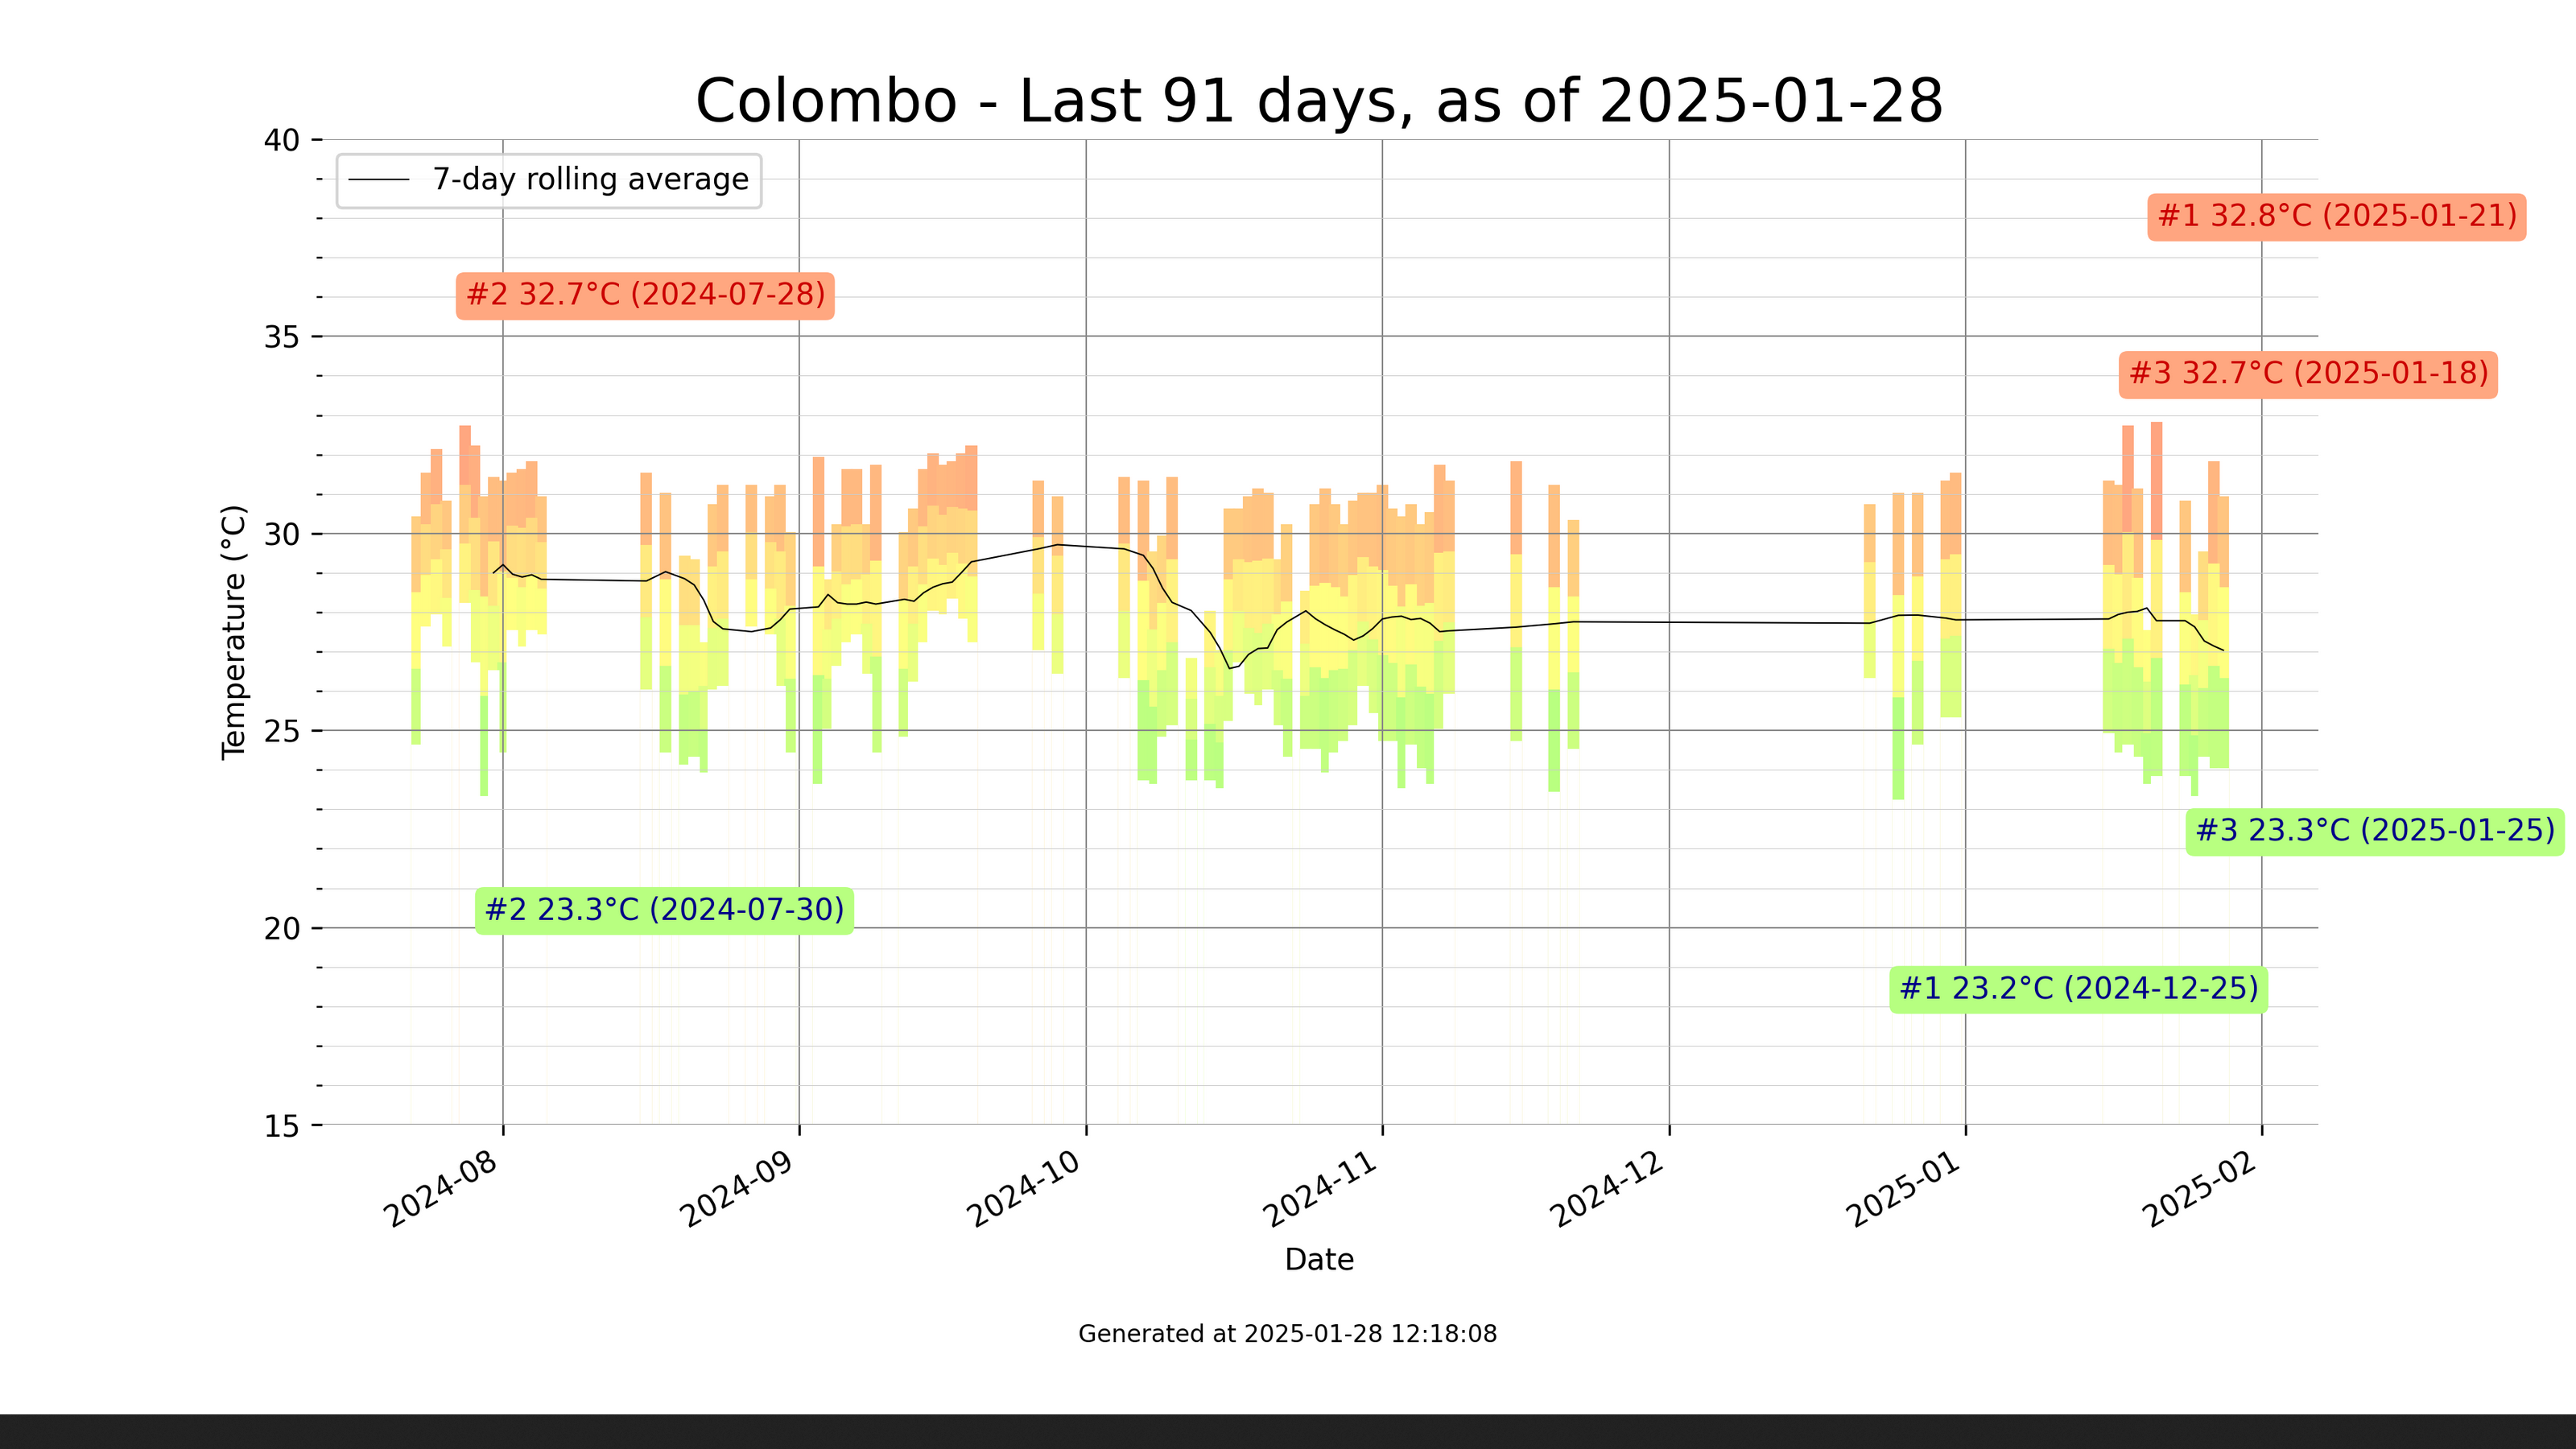 Colombo - Last 91 days, as of 2025-01-28
40
7-day rolling average
#1 32.8°C (2025-01-21)
#2 32.7°C (2024-07-28)
35
#3 32.7°C (2025-01-18)
30
Temperature (°C)
25
#3 23.3°C (2025-01-25)
#2 23.3°C (2024-07-30)
20
#1 23.2°C (2024-12-25)
15
2024-08
2024-09
2024-10
2024-11
2024-12
2025-01
2025-02
Date
Generated at 2025-01-28 12:18:08